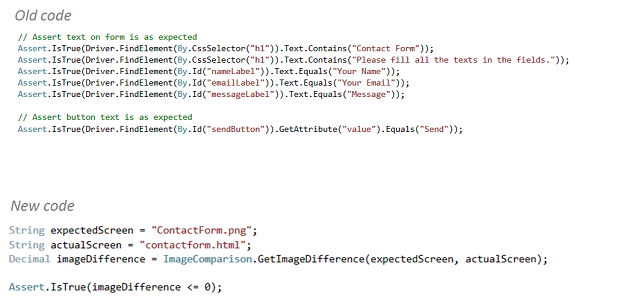 Old code
// Assert text on form is as expected
Assert.IsTrue(Driver.FindElement(By.CssSelector("h1")).Text.Contains("Contact Form"));
Assert.IsTrue(Driver.FindElement(By.CssSelector("h1")).Text.Contains("Please fill all the texts in the fields."));
Assert.IsTrue(Driver.FindElement(By.Id("nameLabel")).Text.Equals("Your Name"));
Assert.IsTrue(Driver.FindElement(By.Id("emailLabel")).Text.Equals("Your Email"));
Assert.IsTrue(Driver.FindElement(By.Id("messageLabel")).Text.Equals("Message"));
// Assert button text is as expected
Assert.IsTrue(Driver.FindElement(By.Id("sendButton")).GetAttribute("value").Equals("Send"));
New code
String expectedScreen = "ContactForm.png";
String actualScreen = "contactform.html";
Decimal imageDifference = ImageComparison.GetImageDifference(expectedScreen, actualScreen);
Assert.IsTrue(imageDifference <= 0);